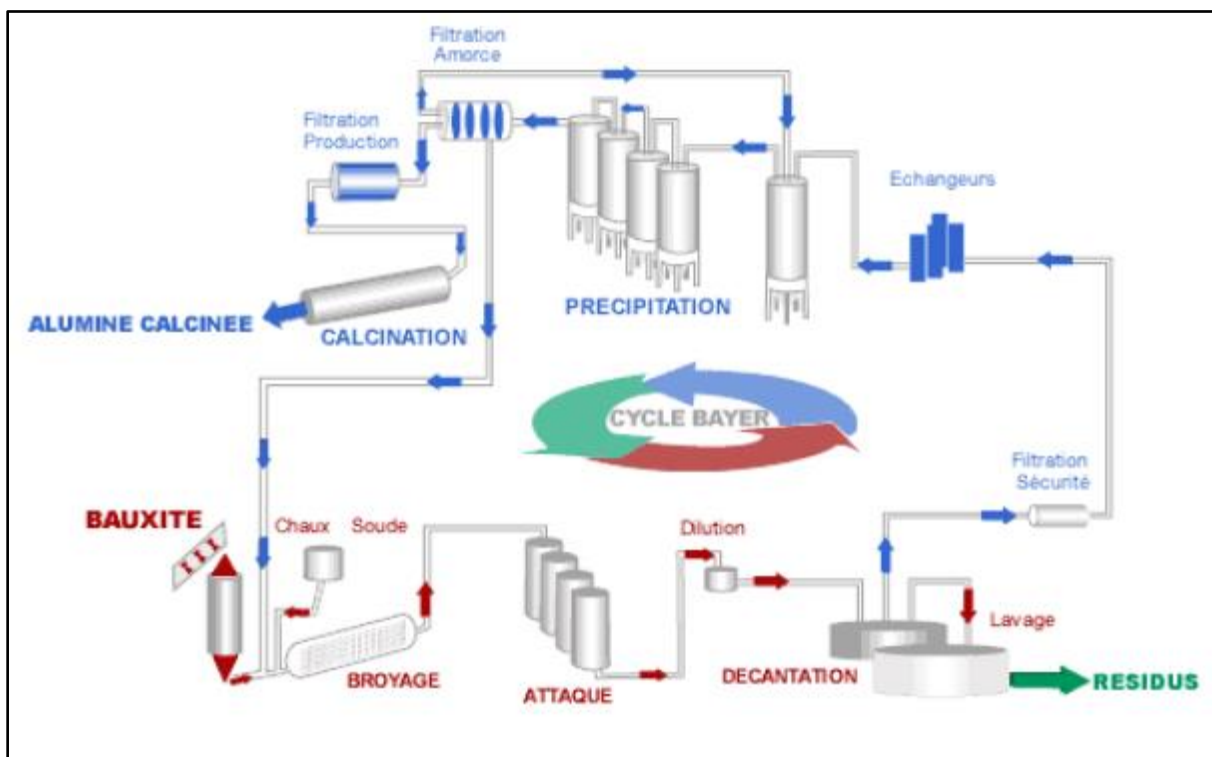 Filtration
Amorce
Filtration
Production
Echangeurs
PRECIPITATION
ALUMINE CALCINEE
CALCINATION
CYCLE BAYER
Filtration
Sécurité
BAUXITE
Chaux Soude
Dilution
Lavage
BROYAGE
ATTAQUE
DECANTATION
RESIDUS